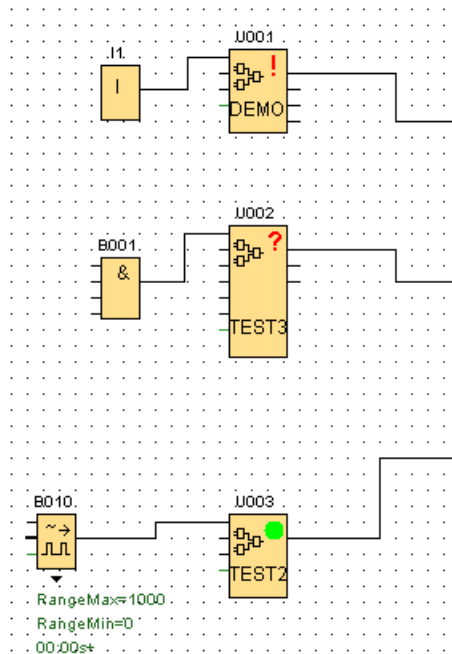 I1
U001
I
!
DEMO
U002
B001
?
&
TEST3
B010
U003
~→
TEST2
RangeMax=1000
RangeMin=0
00:00s+